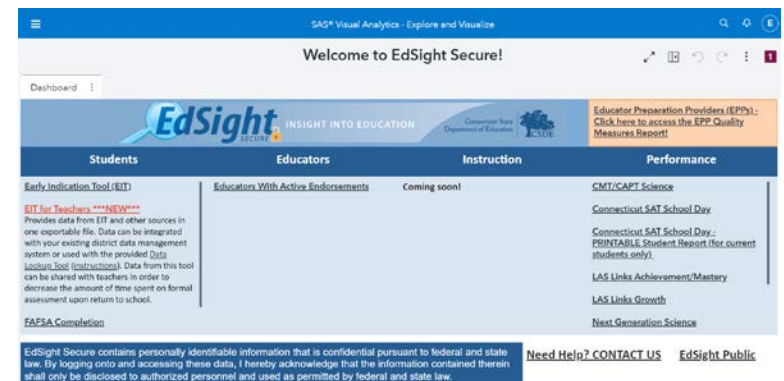 SAS® Visual Analytics - Explore and Visualize
E
Welcome to EdSight Secure!
1
Dashboard
EdSight
SECURE
INSIGHT INTO EDUCATION
Connecticut State
Department of Education
CSDE
Educator Preparation Providers (EPPs) -
Click here to access the EPP Quality
Measures Report!
Students
Educators
Instruction
Performance
Early Indication Tool (EIT)
EIT for Teachers ***NEW***
Provides data from EIT and other sources in
one exportable file. Data can be integrated
with your existing district data management
system or used with the provided Data
Lookup Tool (instructions). Data from this tool
can be shared with teachers in order to
decrease the amount of time spent on formal
assessment upon return to school.
FAFSA Completion
Educators With Active Endorsements
Coming soon!
CMT/CAPT Science
Connecticut SAT School Day
Connecticut SAT School Day -
PRINTABLE Student Report (for current
students only)
LAS Links Achievement/Mastery
LAS Links Growth
Next Generation Science
EdSight Secure contains personally identifiable information that is confidential pursuant to federal and state
law. By logging onto and accessing these data, I hereby acknowledge that the information contained therein
shall only be disclosed to authorized personnel and used as permitted by federal and state law.
Need Help? CONTACT US
EdSight Public